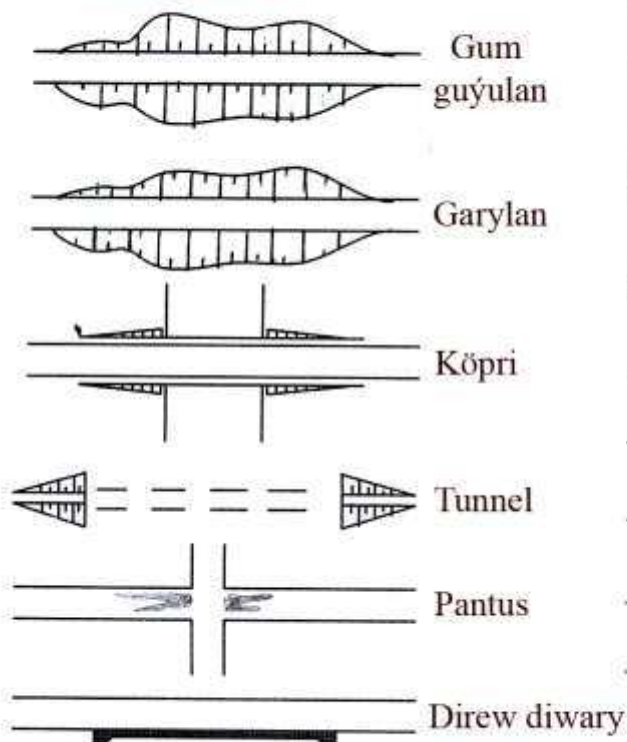 Gum
guýulan
Garylan
Köpri
Tunnel
Pantus
Direw diwary